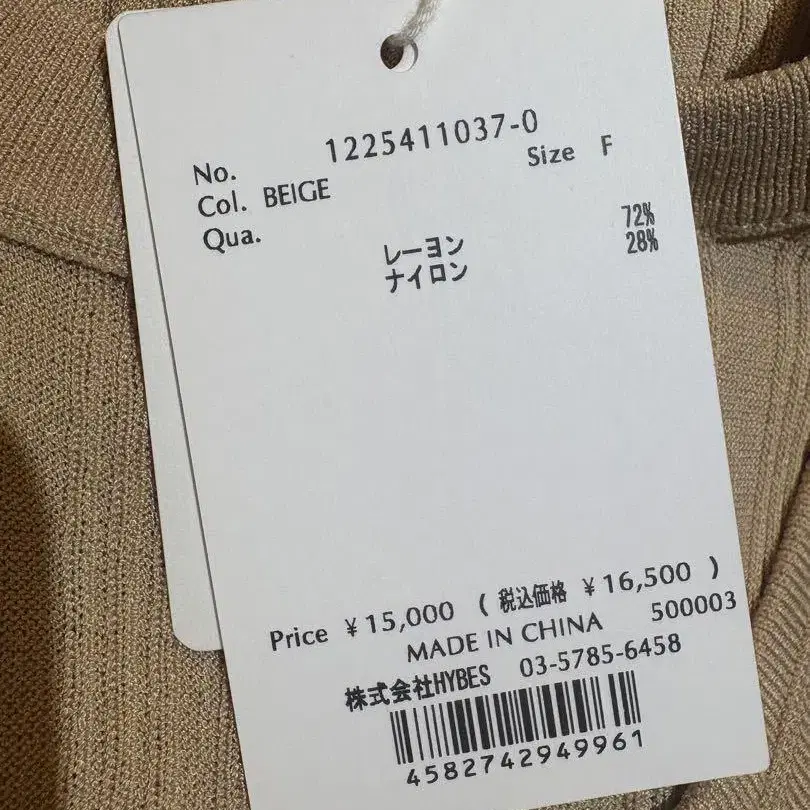 No. 1225411037-0
Col. BEIGE Size F
Qua.
レーヨン 72%
ナイロン 28%
Price ¥15,000 (税込価格 ¥16,500)
MADE IN CHINA 500003
株式会社HYBES 03-5785-6458
4582742949961